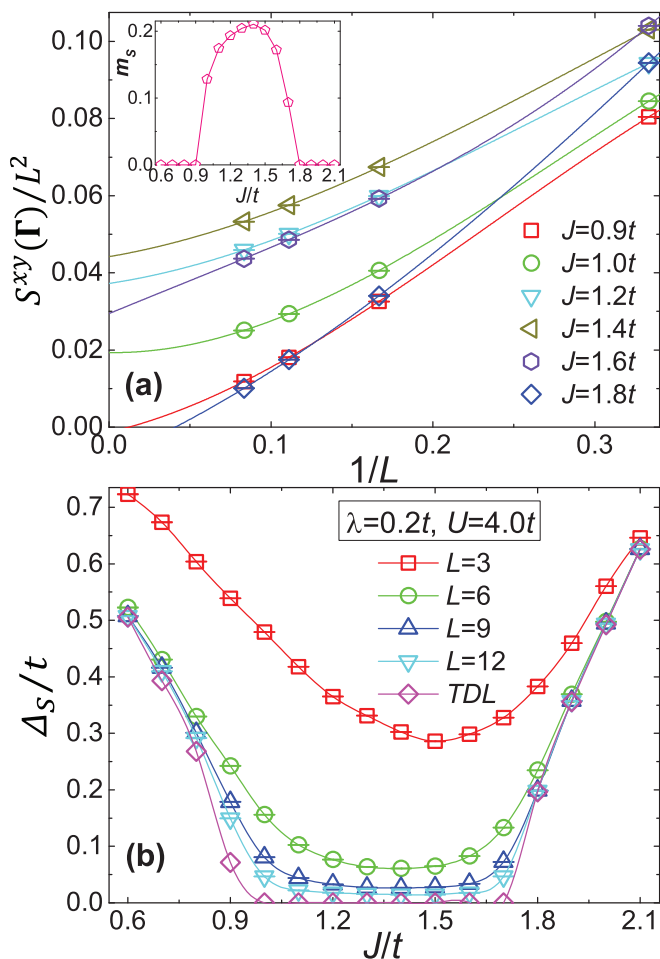 0.10
0.08
0.06
0.04
0.02
0.00
S^{xy}(Γ)/L^2
0.2
0.1
0.0
m_s
0.6 0.9 1.2 1.5 1.8 2.1
J/t
J=0.9t
J=1.0t
J=1.2t
J=1.4t
J=1.6t
J=1.8t
(a)
0.0 0.1 0.2 0.3
1/L
0.7
0.6
0.5
0.4
0.3
0.2
0.1
0.0
Δ_S/t
λ=0.2t, U=4.0t
L=3
L=6
L=9
L=12
TDL
(b)
0.6 0.9 1.2 1.5 1.8 2.1
J/t